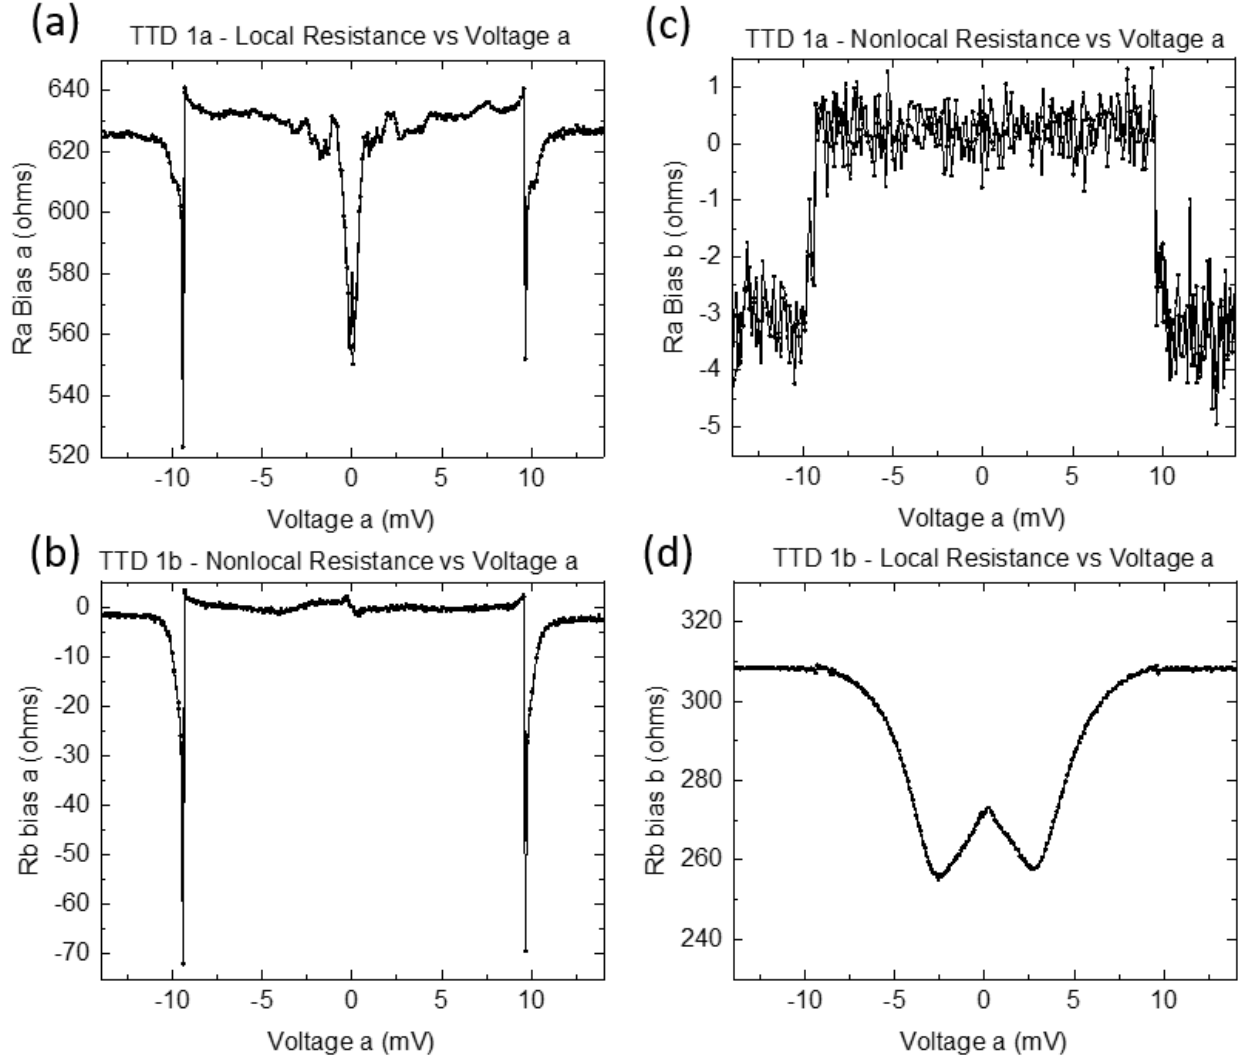 (a)
TTD 1a - Local Resistance vs Voltage a
640
620
600
580
560
540
520
Ra Bias a (ohms)
-10 -5 0 5 10
Voltage a (mV)
(b)
TTD 1b - Nonlocal Resistance vs Voltage a
0
-10
-20
-30
-40
-50
-60
-70
Rb bias a (ohms)
-10 -5 0 5 10
Voltage a (mV)
(c)
TTD 1a - Nonlocal Resistance vs Voltage a
1
0
-1
-2
-3
-4
-5
Ra Bias b (ohms)
-10 -5 0 5 10
Voltage a (mV)
(d)
TTD 1b - Local Resistance vs Voltage a
320
300
280
260
240
Rb bias b (ohms)
-10 -5 0 5 10
Voltage a (mV)